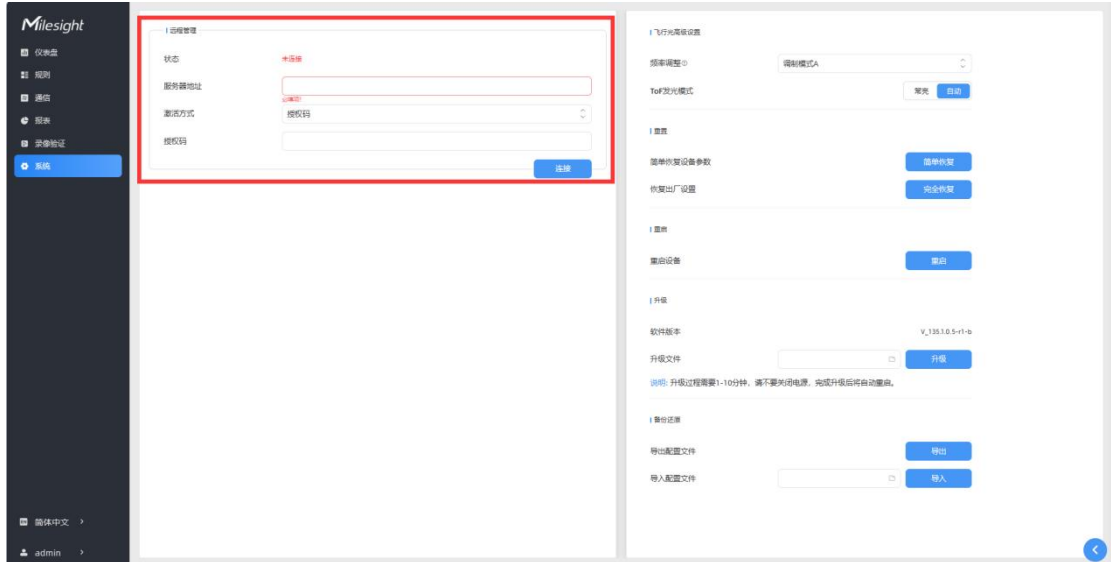 Milesight
仪表盘
规则
通信
报表
录像验证
系统
简体中文
admin
远程管理
状态
未连接
服务器地址
必填项!
激活方式
授权码
授权码
连接
飞行光高级设置
频率调整
调制模式A
ToF发光模式
常亮
自动
重置
简单恢复设备参数
简单恢复
恢复出厂设置
完全恢复
重启
重启设备
重启
升级
软件版本
V_135.1.0.5-r1-b
升级文件
升级
说明: 升级过程需要1-10分钟，请不要关闭电源，完成升级后将自动重启。
备份还原
导出配置文件
导出
导入配置文件
导入